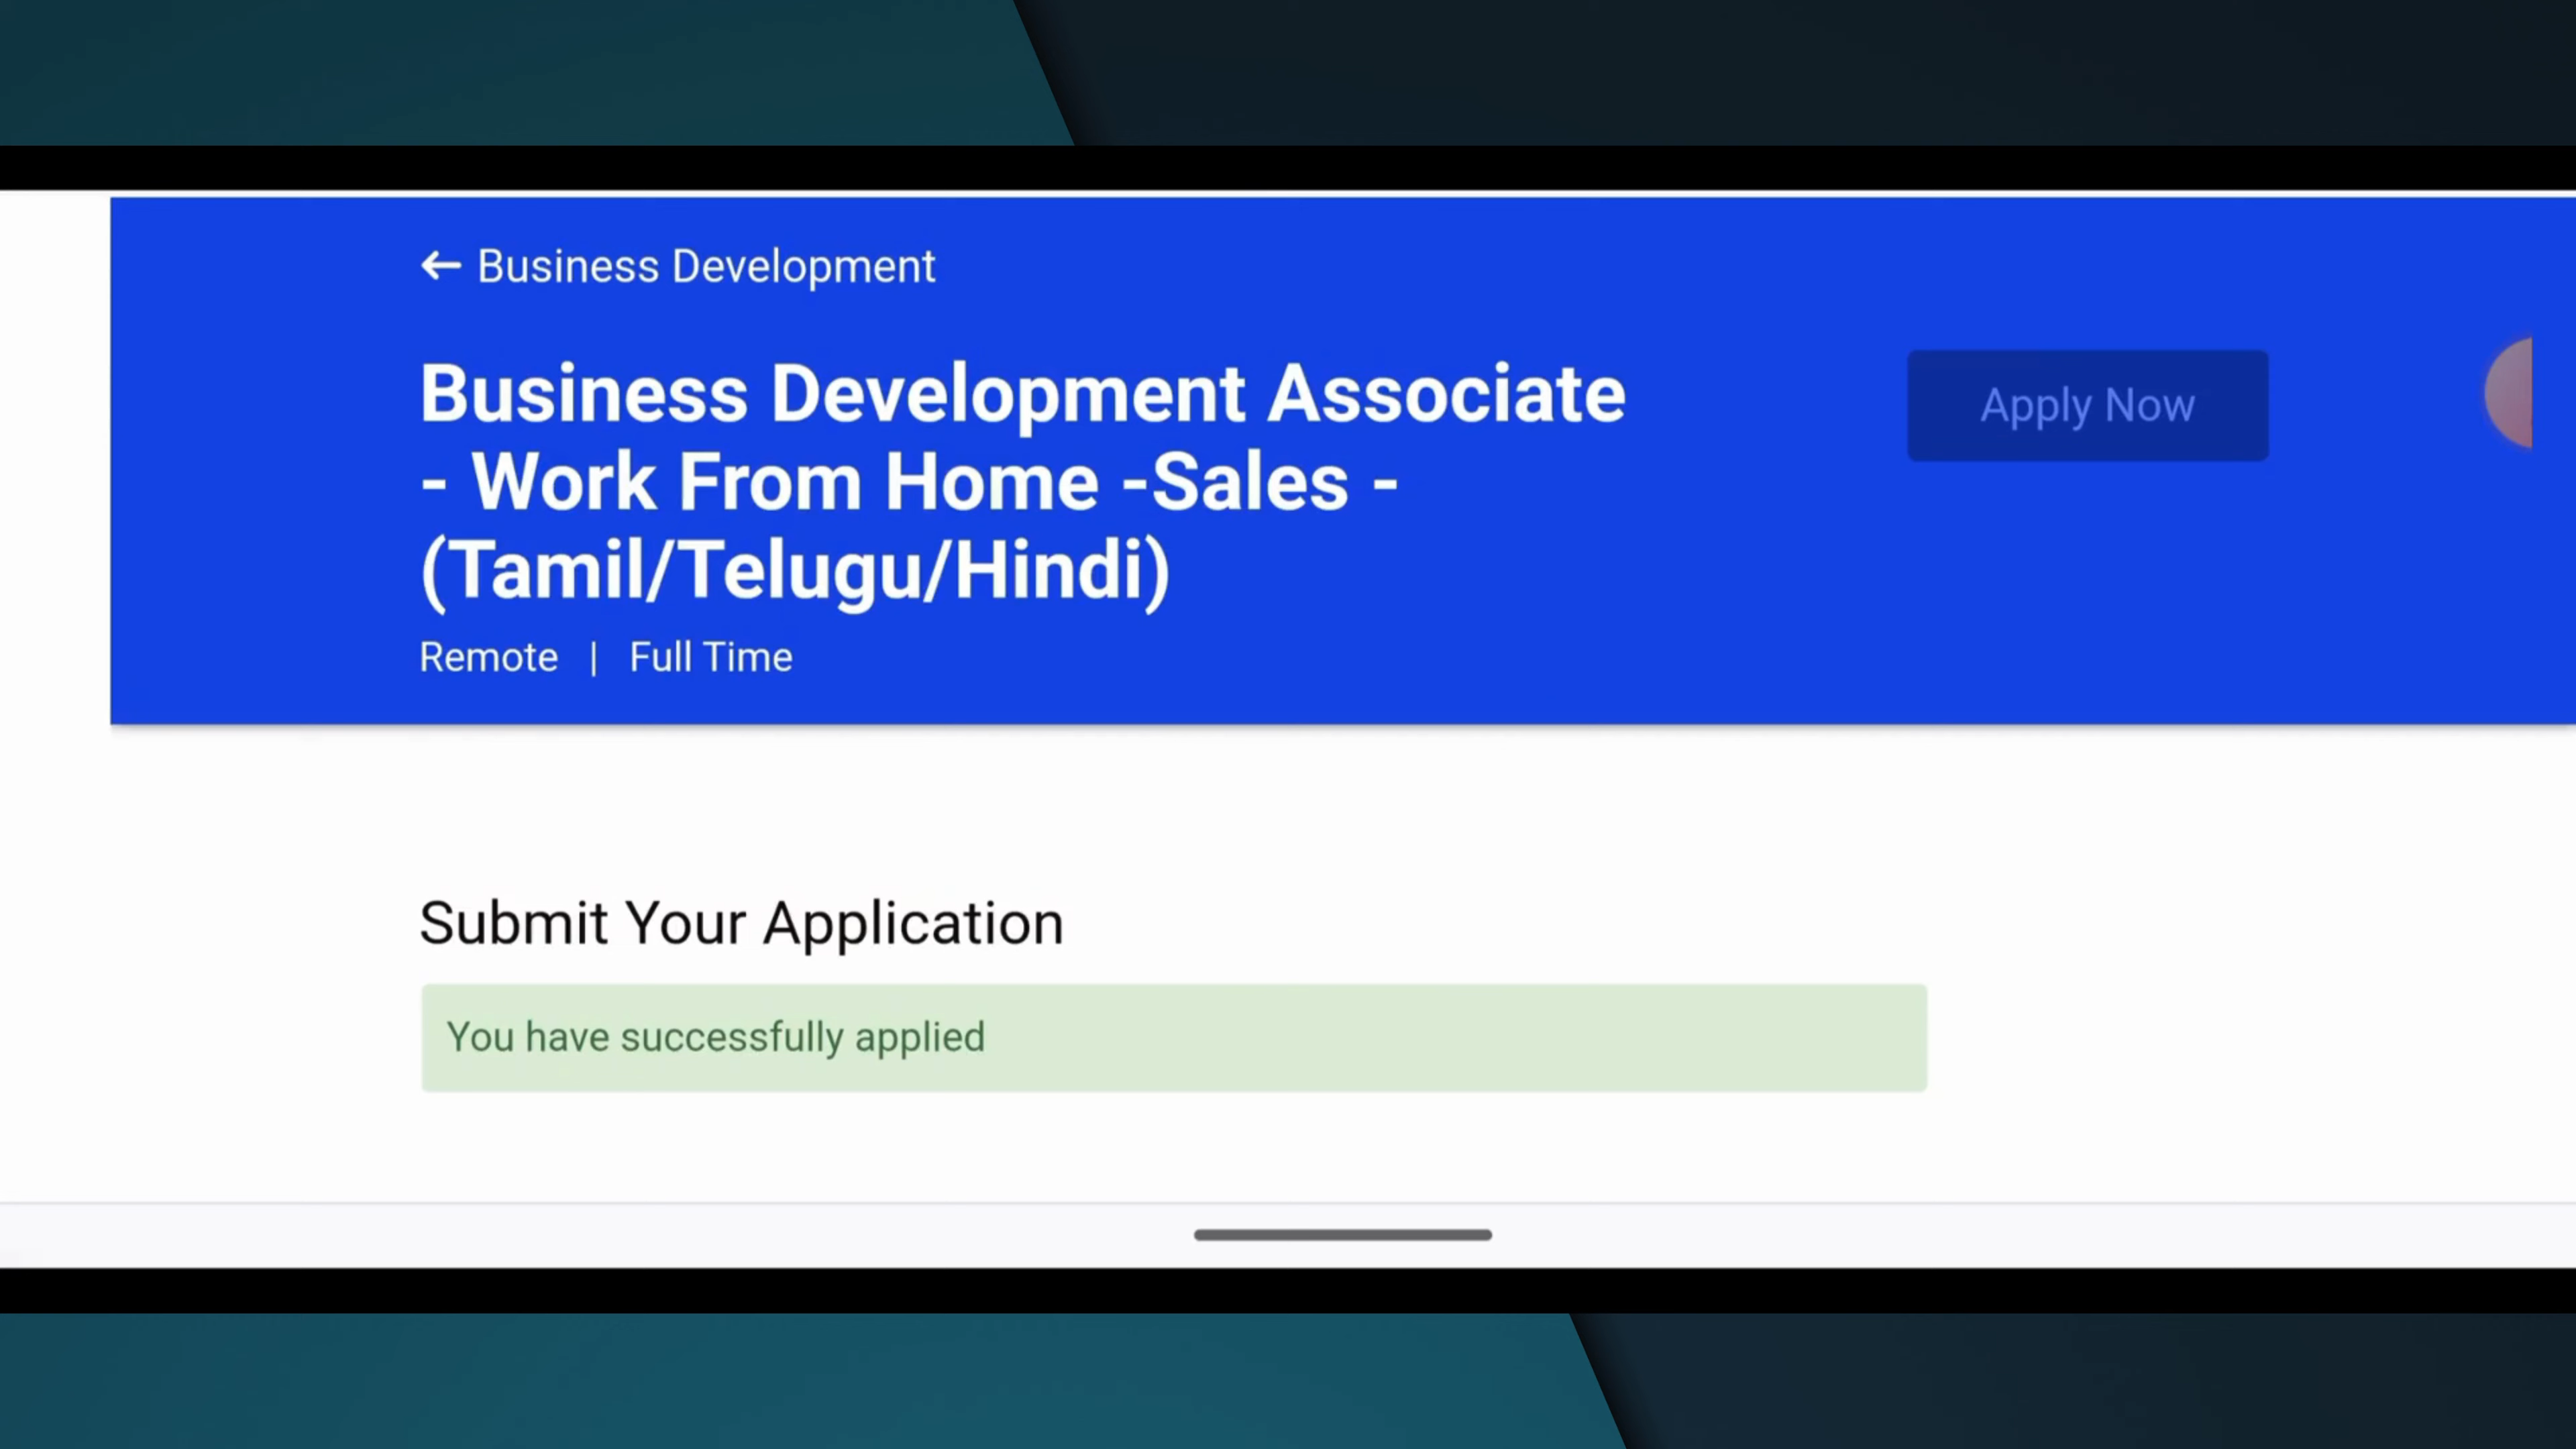 ← Business Development
Business Development Associate
- Work From Home -Sales -
(Tamil/Telugu/Hindi)
Apply Now
Remote | Full Time
Submit Your Application
You have successfully applied